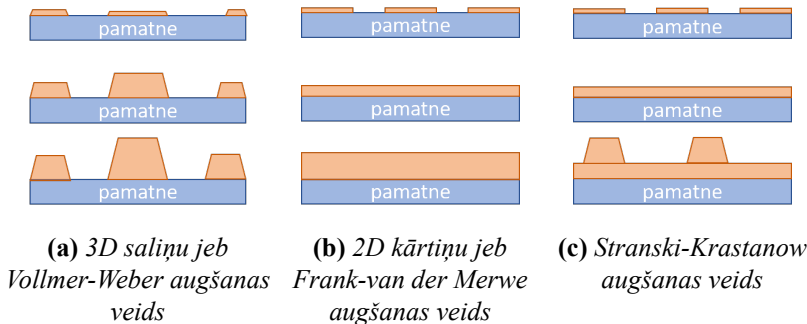 pamatne
pamatne
pamatne
pamatne
pamatne
pamatne
pamatne
pamatne
pamatne
(a) 3D saliņu jeb
Vollmer-Weber augšanas
veids
(b) 2D kārtiņu jeb
Frank-van der Merwe
augšanas veids
(c) Stranski-Krastanow
augšanas veids